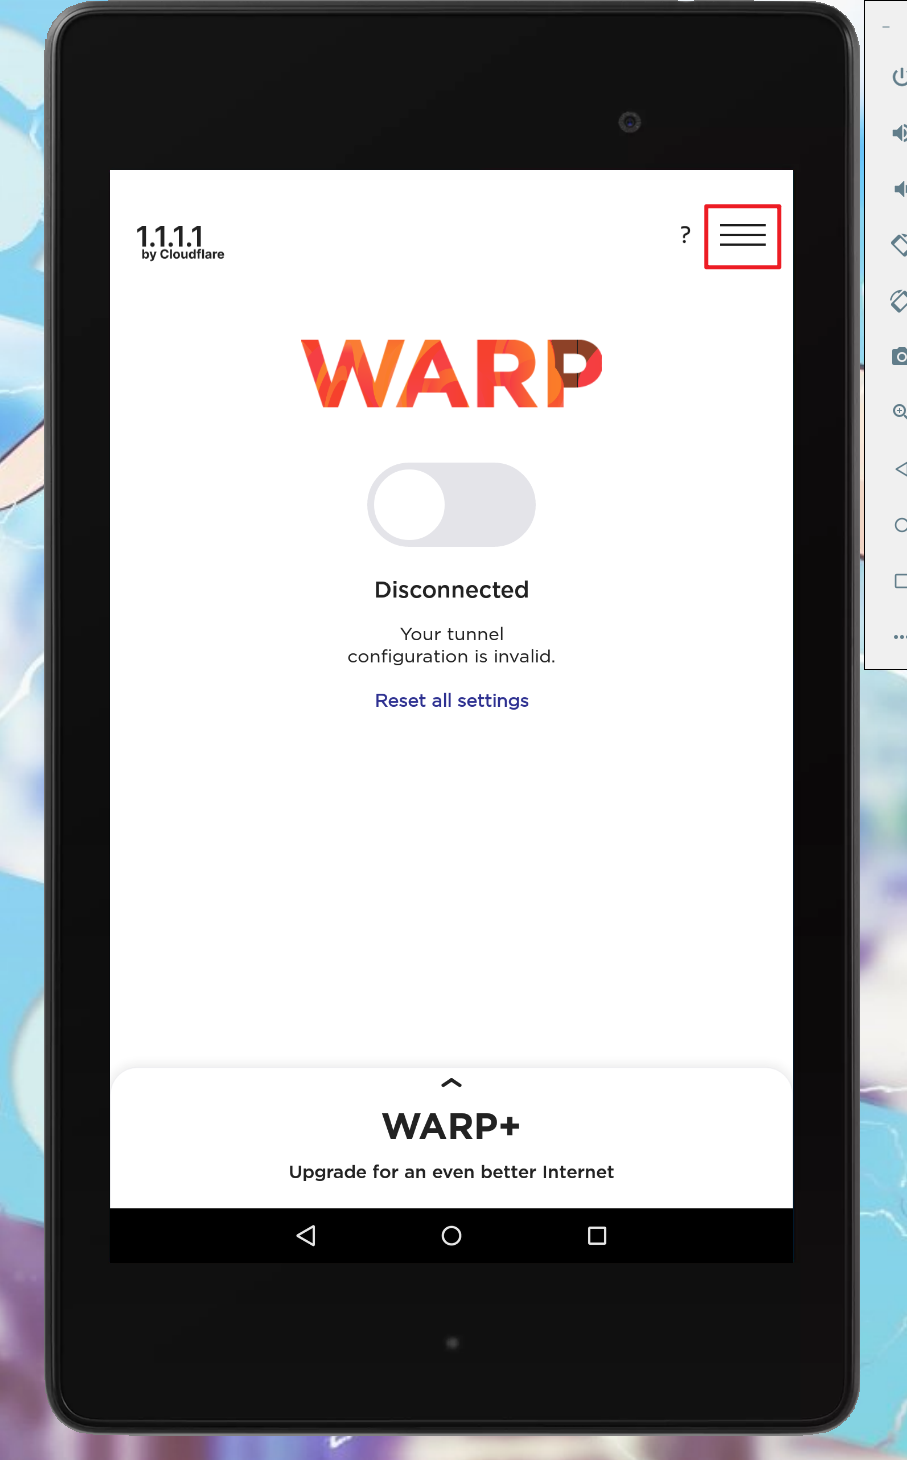 1.1.1.1
by Cloudflare
?
WARP
Disconnected
Your tunnel
configuration is invalid.
Reset all settings
WARP+
Upgrade for an even better Internet